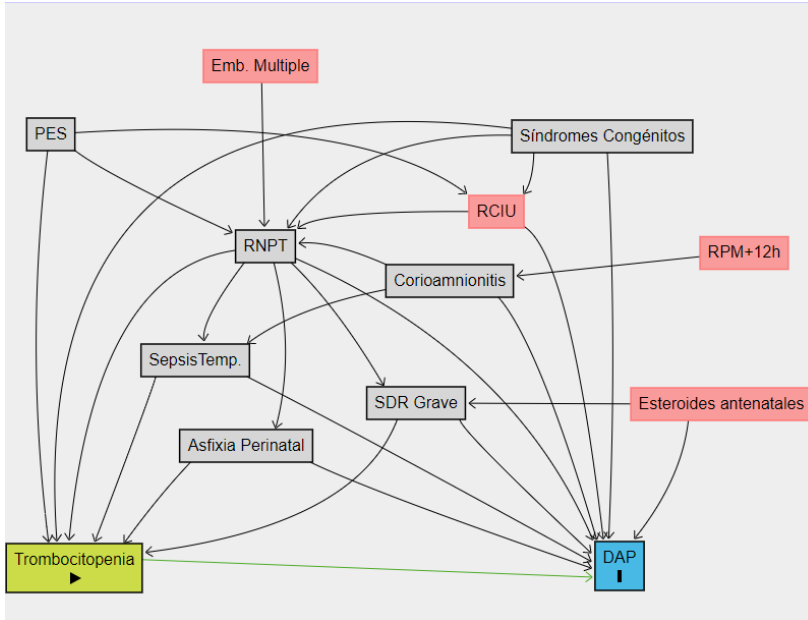 Emb. Multiple
PES
Síndromes Congénitos
RCIU
RNPT
RPM+12h
Corioamnionitis
SepsisTemp.
SDR Grave
Esteroides antenatales
Asfixia Perinatal
Trombocitopenia
DAP